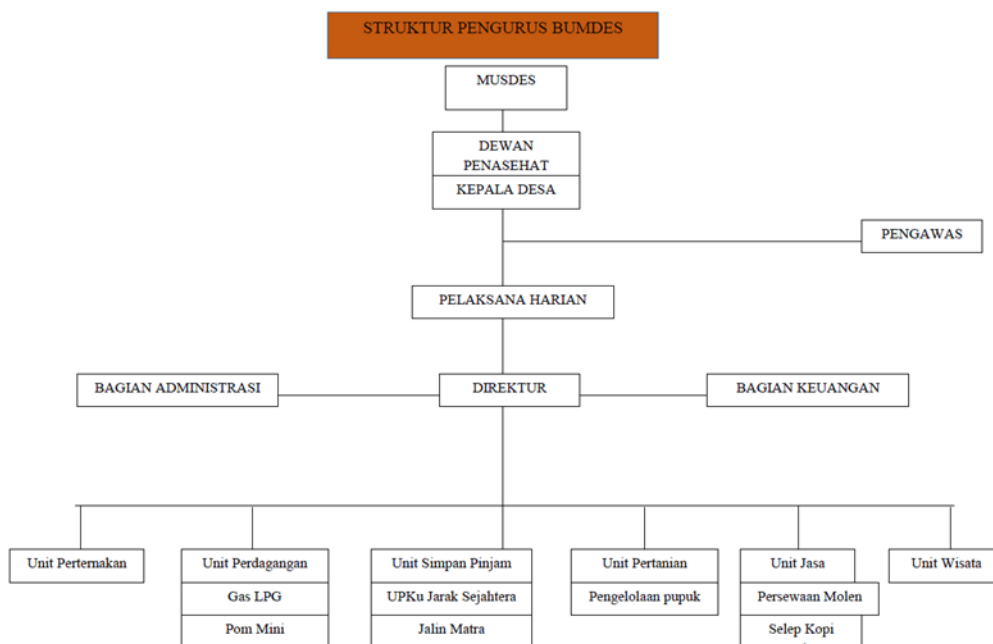 STRUKTUR PENGURUS BUMDES
MUSDES
DEWAN
PENASEHAT
KEPALA DESA
PENGAWAS
PELAKSANA HARIAN
BAGIAN ADMINISTRASI
DIREKTUR
BAGIAN KEUANGAN
Unit Perternakan
Unit Perdagangan
Gas LPG
Pom Mini
Unit Simpan Pinjam
UPKu Jarak Sejahtera
Jalin Matra
Unit Pertanian
Pengelolaan pupuk
Unit Jasa
Persewaan Molen
Selep Kopi
Unit Wisata